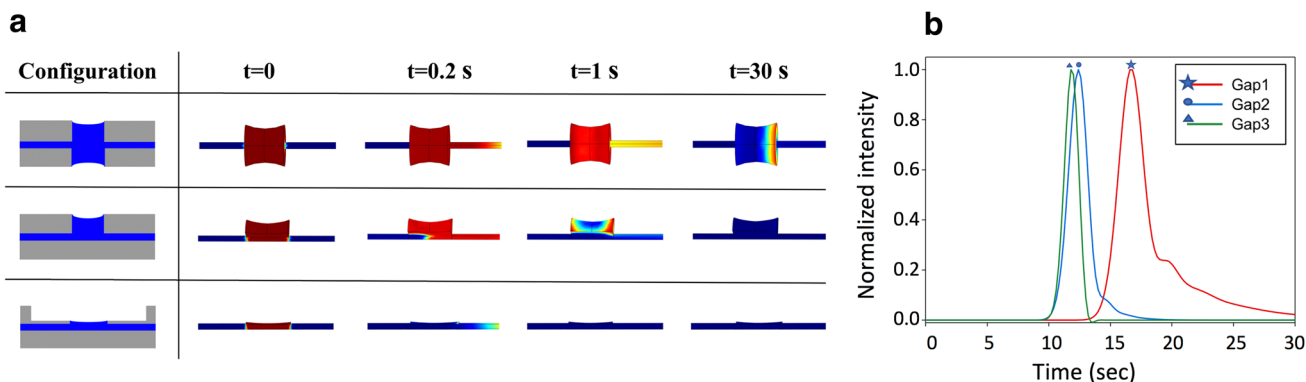 a
Configuration t=0 t=0.2 s t=1 s t=30 s
b
Normalized intensity
1.0
0.8
0.6
0.4
0.2
0.0
0 5 10 15 20 25 30
Time (sec)
Gap1
Gap2
Gap3